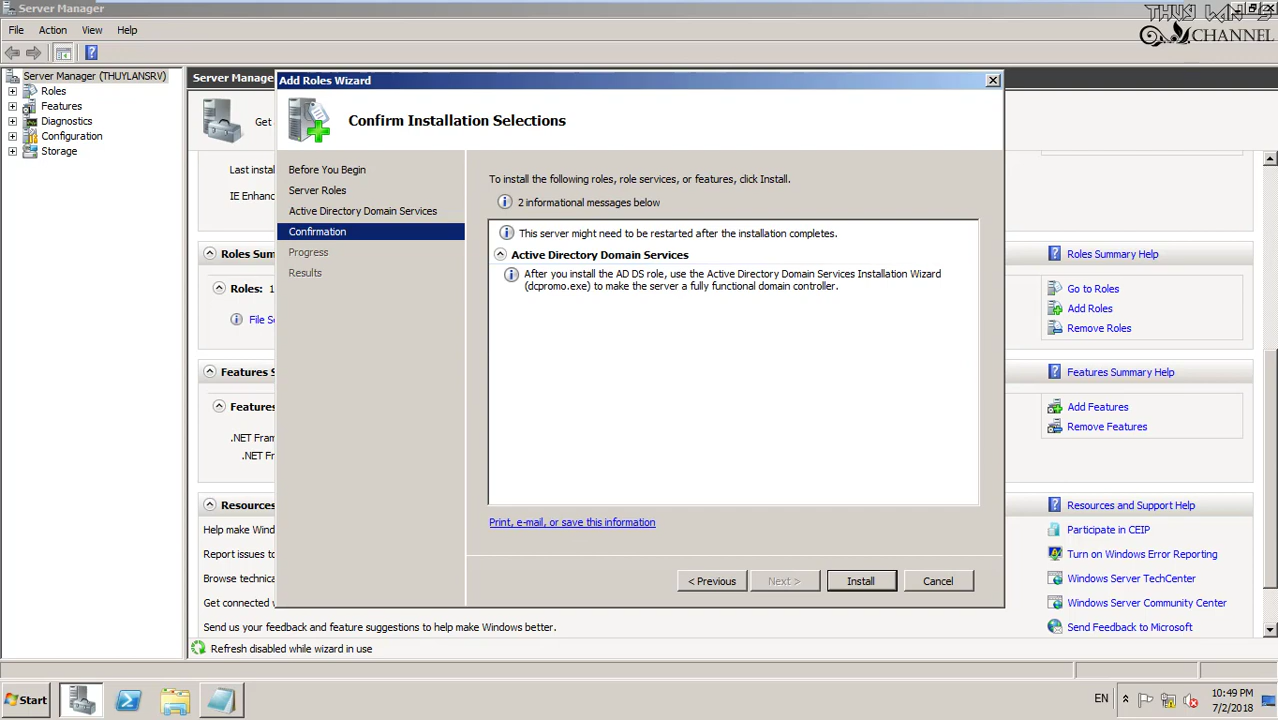 Server Manager
THUY WIN'S
CHANNEL
File Action View Help
Server Manager (THUYLANSRV)
Roles
Features
Diagnostics
Configuration
Storage
Server Manage
Get
Last instal
IE Enhanc
Roles Sum
Roles: 1
File Se
Features S
Features
.NET Fram
.NET F
Resources
Help make Wind
Report issues to
Browse technica
Get connected w
Send us your feedback and feature suggestions to help make Windows better.
Refresh disabled while wizard in use
Add Roles Wizard
Confirm Installation Selections
Before You Begin
Server Roles
Active Directory Domain Services
Confirmation
Progress
Results
To install the following roles, role services, or features, click Install.
2 informational messages below
This server might need to be restarted after the installation completes.
Active Directory Domain Services
After you install the AD DS role, use the Active Directory Domain Services Installation Wizard
(dcpromo.exe) to make the server a fully functional domain controller.
Print, e-mail, or save this information
< Previous Next > Install Cancel
Roles Summary Help
Go to Roles
Add Roles
Remove Roles
Features Summary Help
Add Features
Remove Features
Resources and Support Help
Participate in CEIP
Turn on Windows Error Reporting
Windows Server TechCenter
Windows Server Community Center
Send Feedback to Microsoft
Start
EN
10:49 PM
7/2/2018